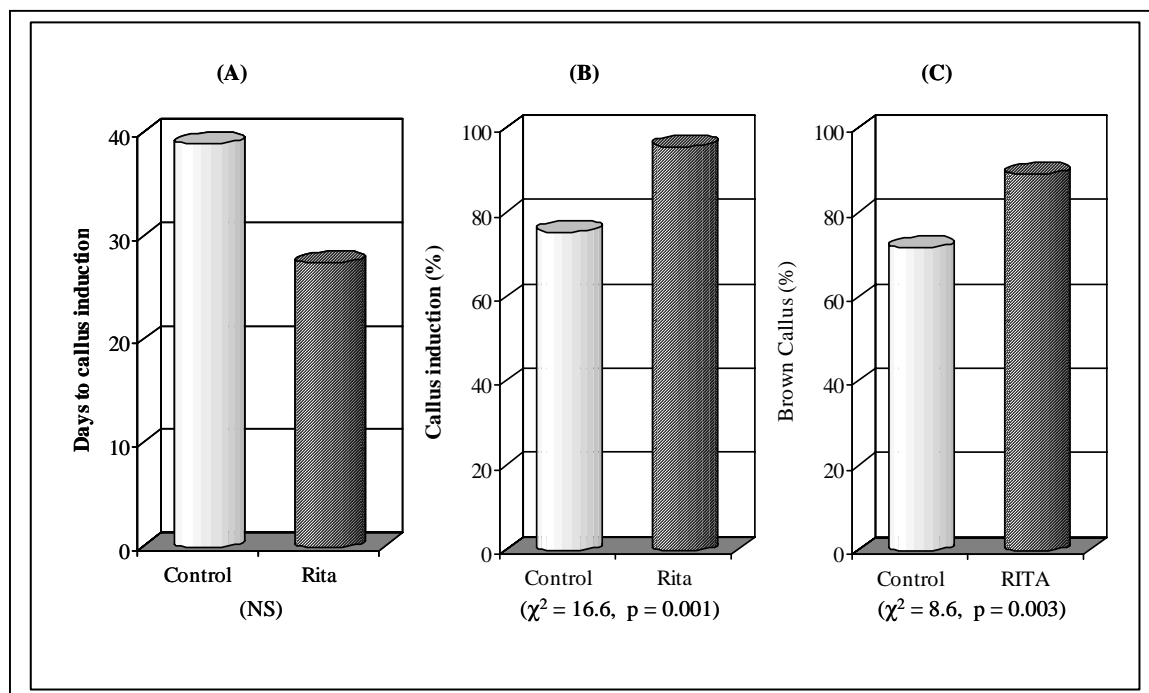 (A)
Days to callus induction
40
30
20
10
0
Control Rita
(NS)
(B)
Callus induction (%)
100
80
60
40
20
0
Control Rita
(χ² = 16.6, p = 0.001)
(C)
Brown Callus (%)
100
80
60
40
20
0
Control RITA
(χ² = 8.6, p = 0.003)